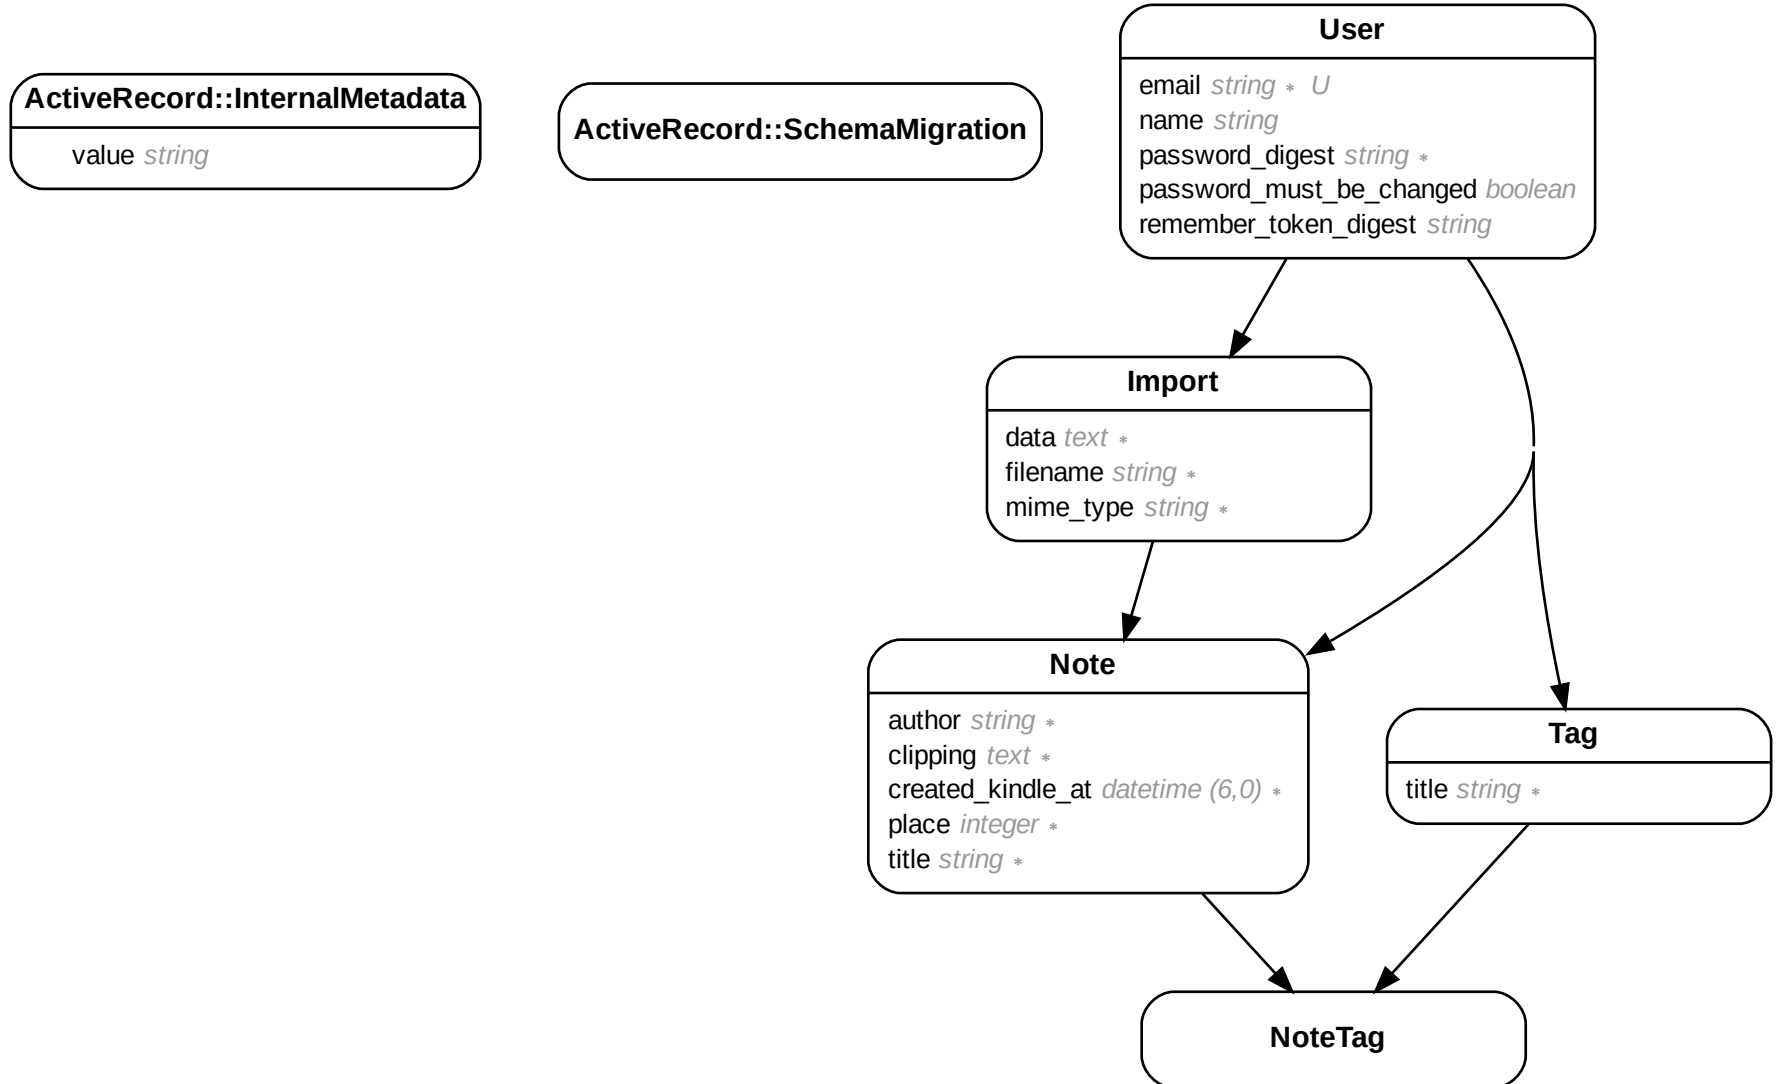 ActiveRecord::InternalMetadata
value string
ActiveRecord::SchemaMigration
User
email string * U
name string
password_digest string *
password_must_be_changed boolean
remember_token_digest string
Import
data text *
filename string *
mime_type string *
Note
author string *
clipping text *
created_kindle_at datetime (6,0) *
place integer *
title string *
Tag
title string *
NoteTag